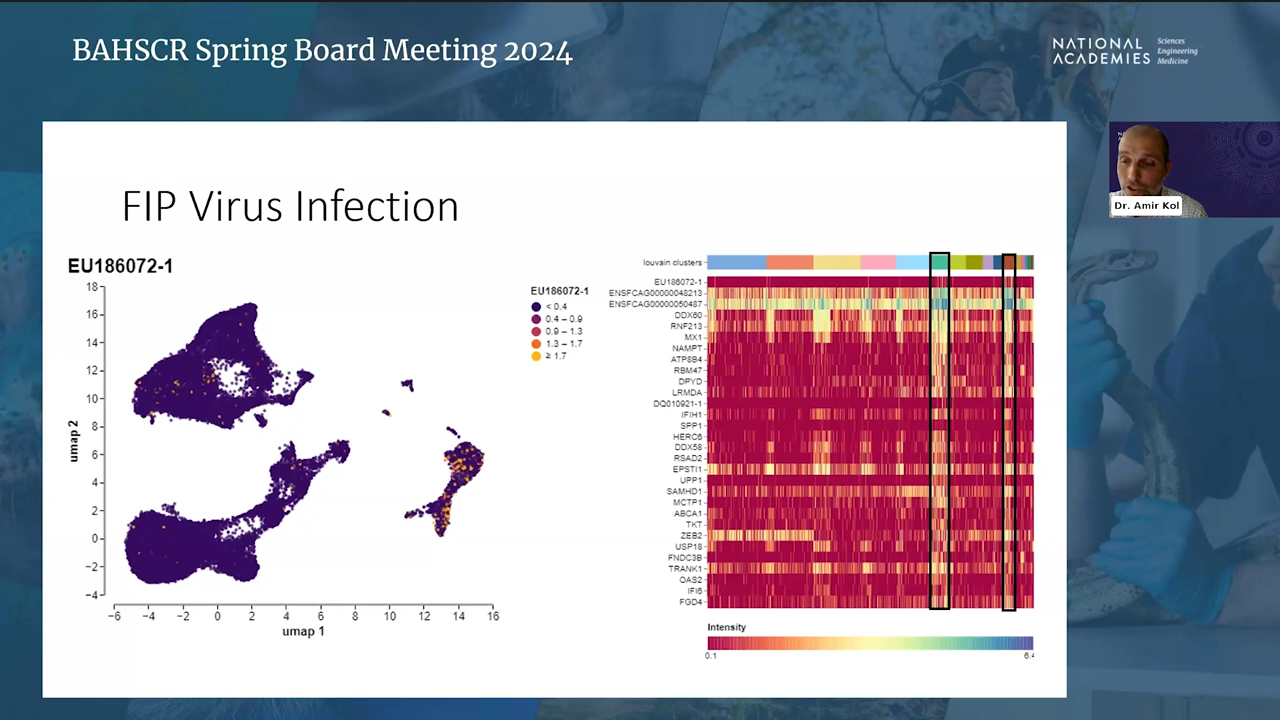 BAHSCR Spring Board Meeting 2024
NATIONAL ACADEMIES
Sciences
Engineering
Medicine
Dr. Amir Kol
FIP Virus Infection
EU186072-1
18
16
14
12
10
8
6
4
2
0
−2
−4
umap 2
−6 −4 −2 0 2 4 6 8 10 12 14 16
umap 1
EU186072-1
< 0.4
0.4 – 0.9
0.9 – 1.3
1.3 – 1.7
≥ 1.7
louvain clusters
EU186072-1
ENSFCAG00000048213
ENSFCAG00000050487
DDX60
RNF213
MX1
NAMPT
ATP8B4
RBM47
DPYD
LRMDA
DQ010921-1
IFIH1
SPP1
HERC6
DDX58
RSAD2
EPSTI1
UPP1
SAMHD1
MCTP1
ABCA1
TKT
ZEB2
USP18
FNDC3B
TRANK1
OAS2
IFI6
FGD4
Intensity
0.1